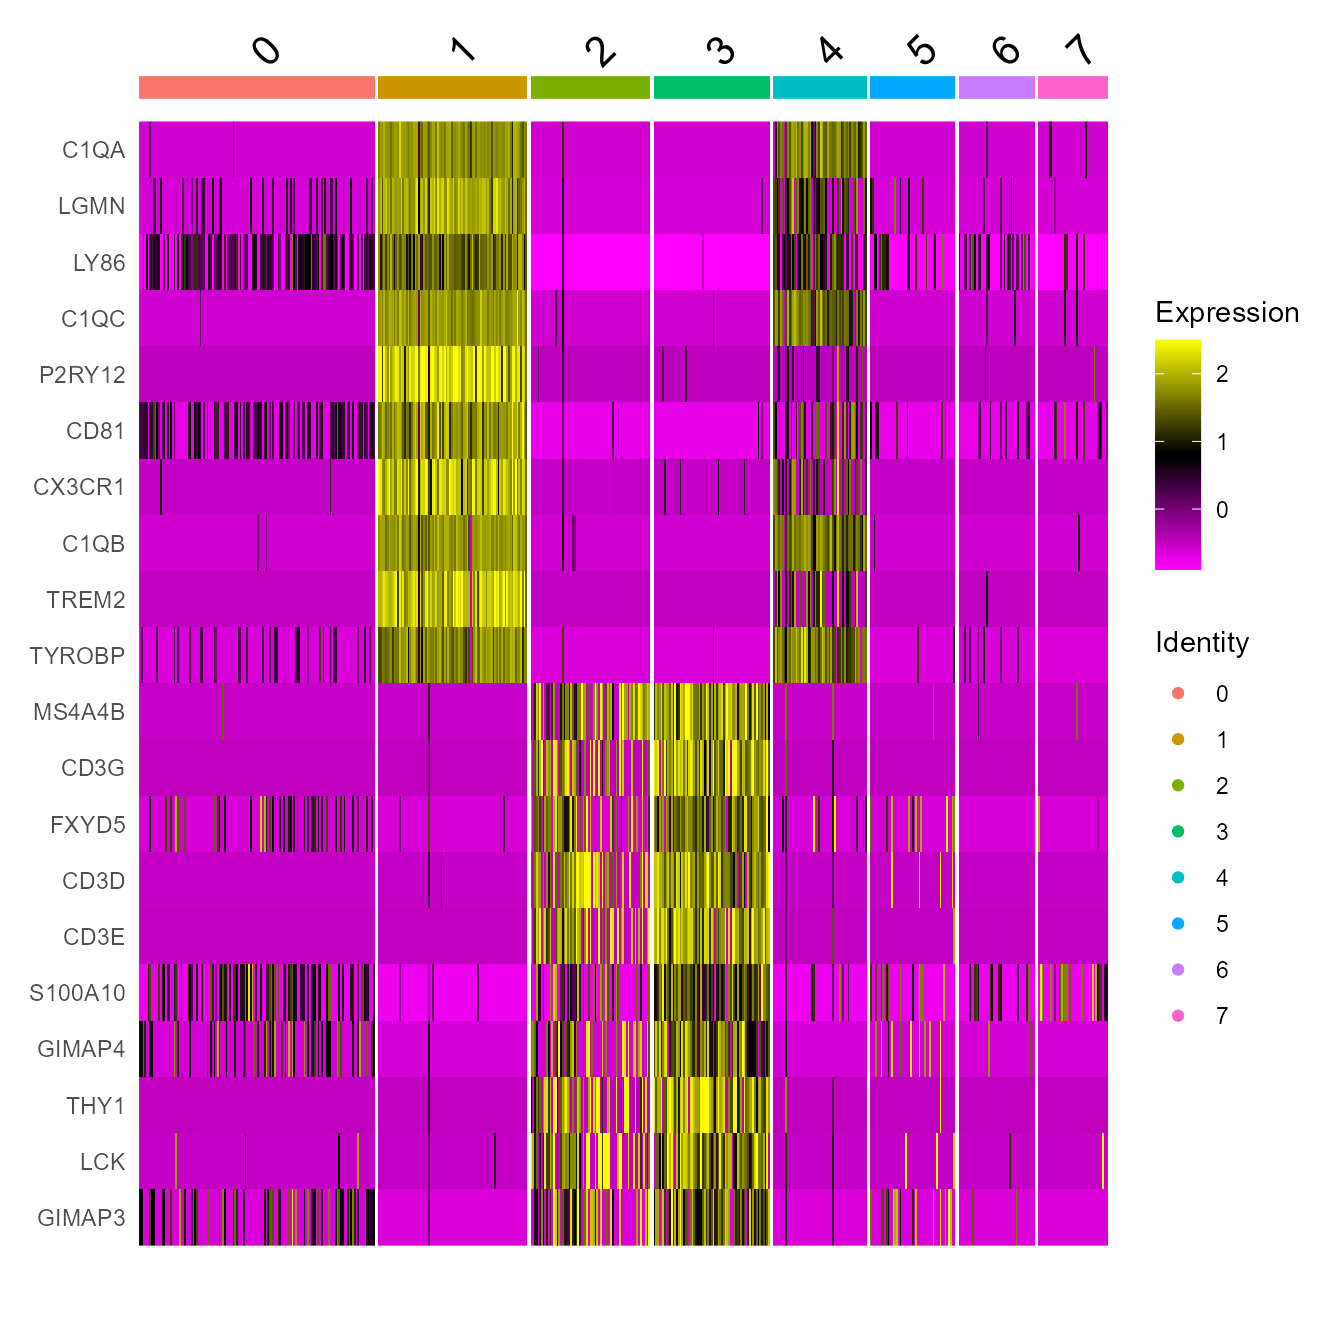 0 1 2 3 4 5 6 7
C1QA
LGMN
LY86
C1QC
P2RY12
CD81
CX3CR1
C1QB
TREM2
TYROBP
MS4A4B
CD3G
FXYD5
CD3D
CD3E
S100A10
GIMAP4
THY1
LCK
GIMAP3
Expression
2
1
0
Identity
0
1
2
3
4
5
6
7